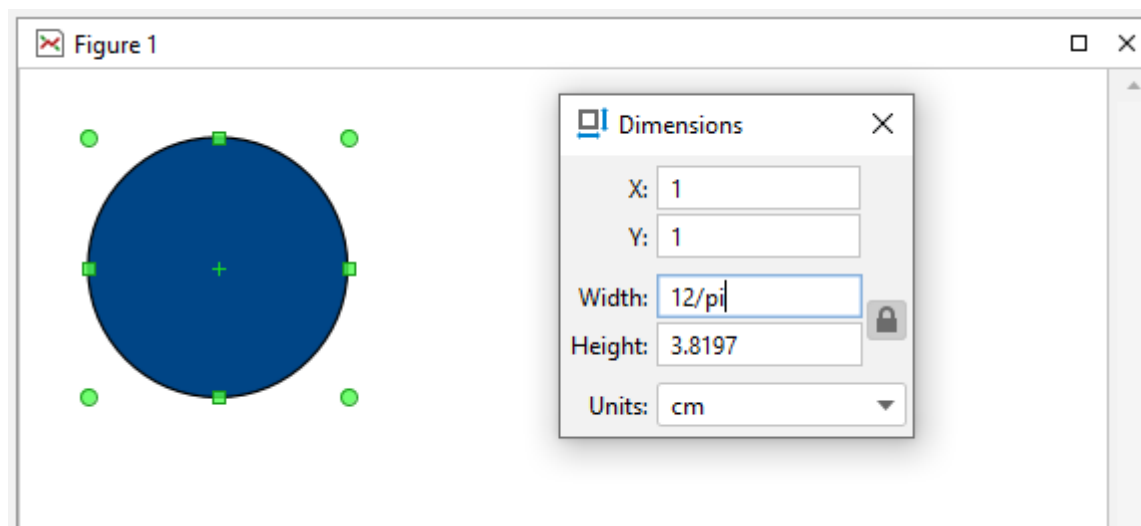 Figure 1
Dimensions
X: 1
Y: 1
Width: 12/pi
Height: 3.8197
Units: cm